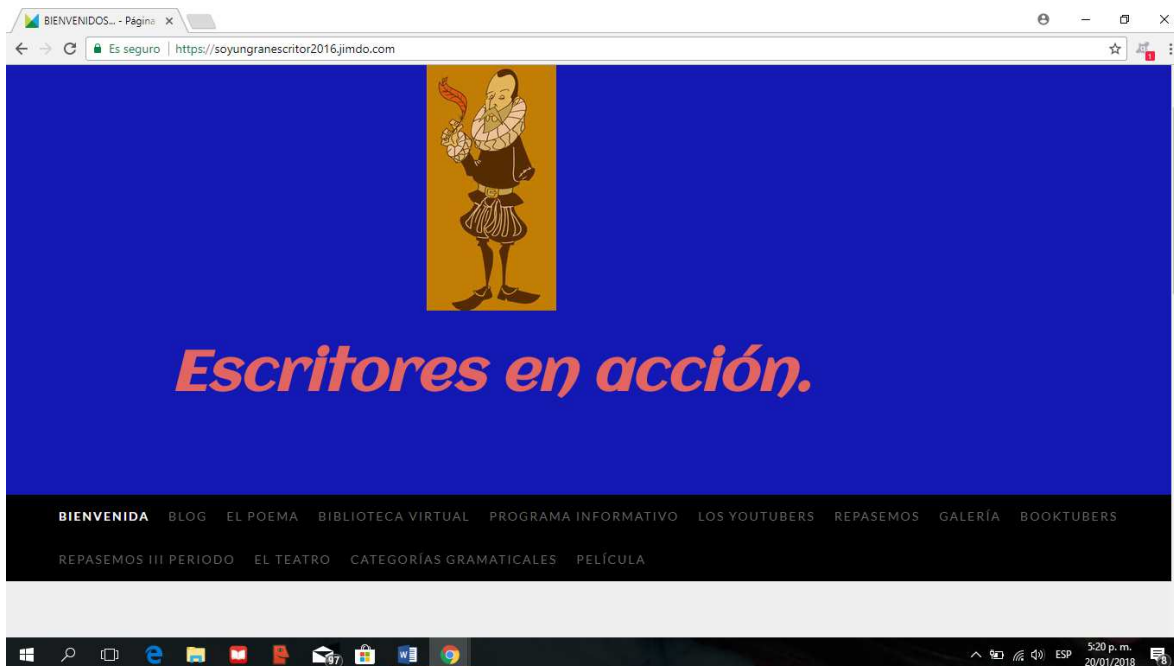 BIENVENIDOS... - Página
Es seguro | https://soyungranescritor2016.jimdo.com
1
Escritores en acción.
BIENVENIDA BLOG EL POEMA BIBLIOTECA VIRTUAL PROGRAMA INFORMATIVO LOS YOUTUBERS REPASEMOS GALERÍA BOOKTUBERS
REPASEMOS III PERIODO EL TEATRO CATEGORÍAS GRAMATICALES PELÍCULA
97
ESP
5:20 p. m.
20/01/2018